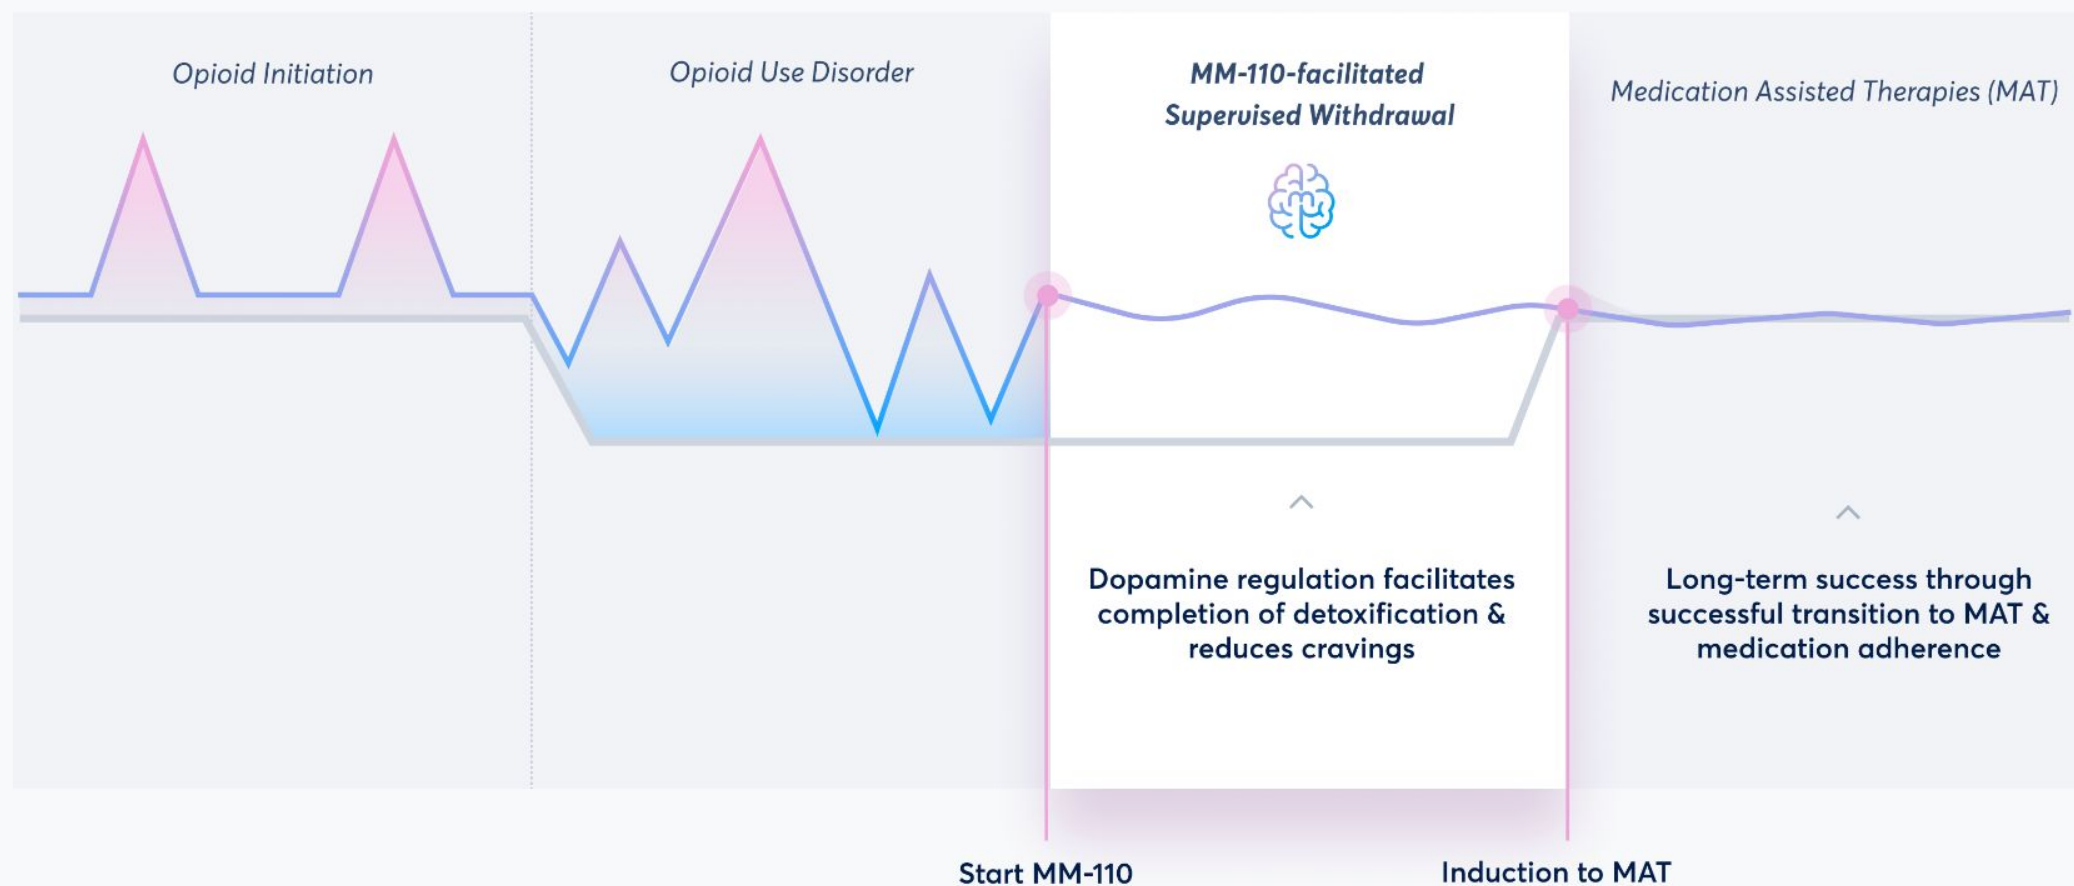 Opioid Initiation
Opioid Use Disorder
MM-110-facilitated
Supervised Withdrawal
Medication Assisted Therapies (MAT)
Dopamine regulation facilitates
completion of detoxification &
reduces cravings
Long-term success through
successful transition to MAT &
medication adherence
Start MM-110
Induction to MAT